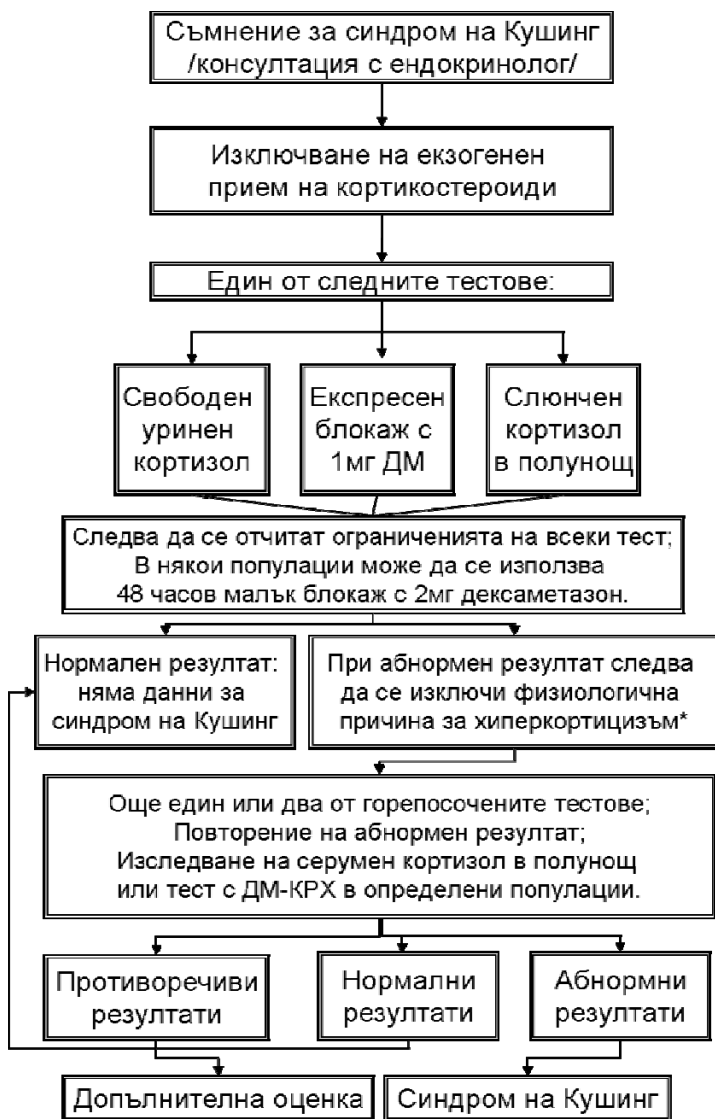 Съмнение за синдром на Кушинг
/консултация с ендокринолог/
Изключване на екзогенен
прием на кортикостероиди
Един от следните тестове:
Свободен
уринен
кортизол
Експресен
блокаж с
1мг ДМ
Слюнчен
кортизол
в полунощ
Следва да се отчитат ограниченията на всеки тест;
В някои популации може да се използва
48 часов малък блокаж с 2мг дексаметазон.
Нормален резултат:
няма данни за
синдром на Кушинг
При абнормен резултат следва
да се изключи физиологична
причина за хиперкортицизъм*
Още един или два от горепосочените тестове;
Повторение на абнормен резултат;
Изследване на серумен кортизол в полунощ
или тест с ДМ-КРХ в определени популации.
Противоречиви
резултати
Нормални
резултати
Абнормни
резултати
Допълнителна оценка
Синдром на Кушинг